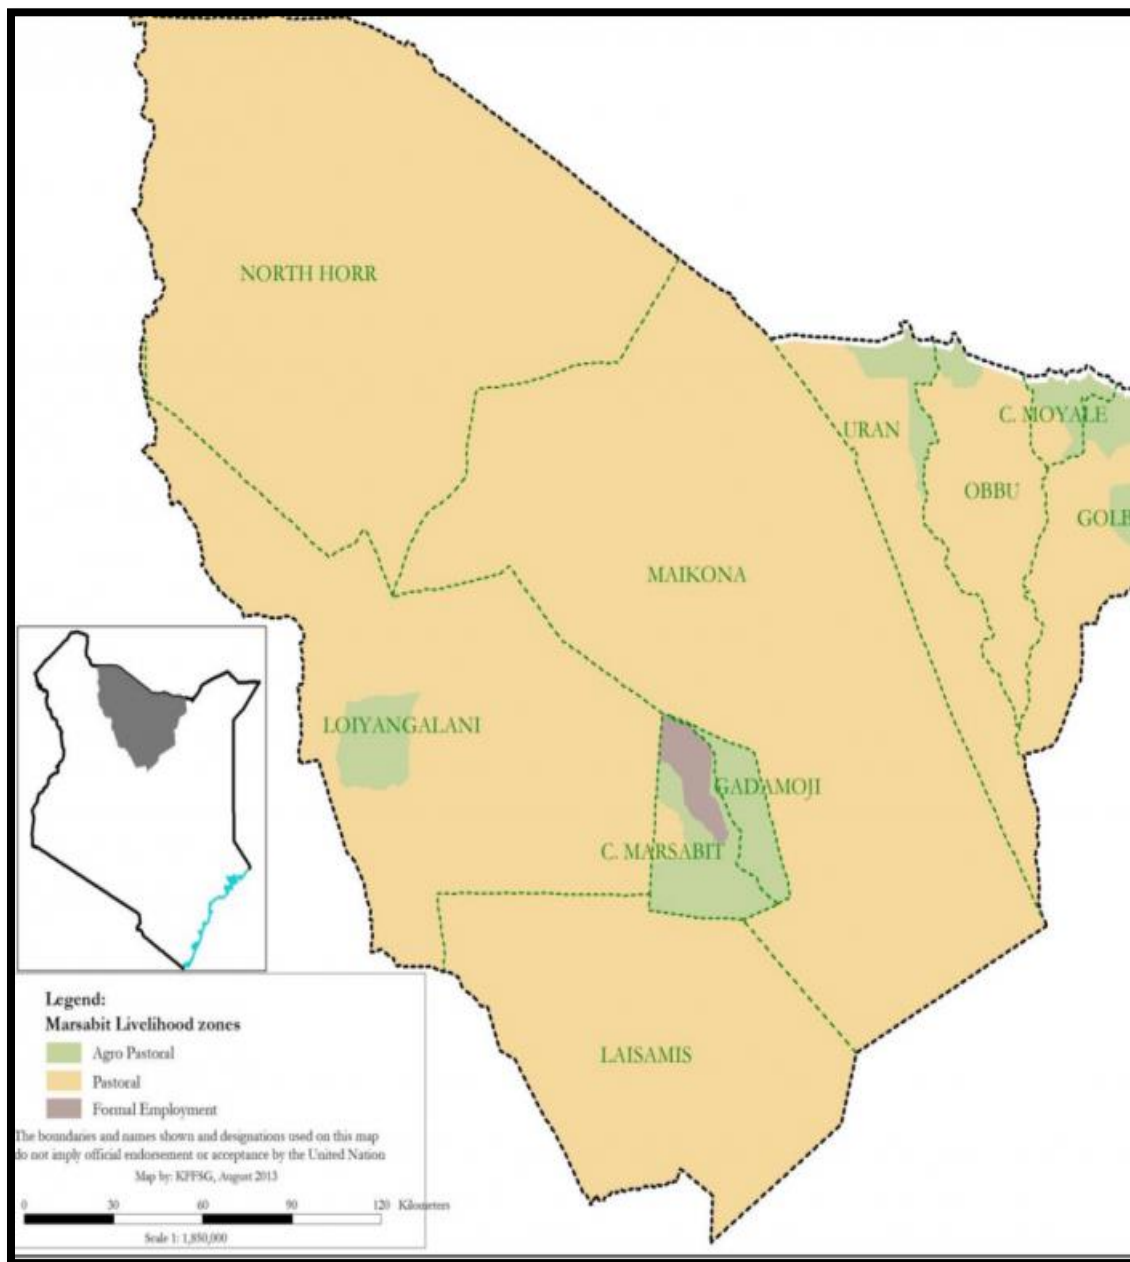 NORTH HORR
C. MOYALE
URAN
OBBU
GOLB
MAIKONA
LOIYANGALANI
GADAMOJI
C. MARSABIT
LAISAMIS
Legend:
Marsabit Livelihood zones
Agro Pastoral
Pastoral
Formal Employment
The boundaries and names shown and designations used on this map
do not imply official endorsement or acceptance by the United Nation
Map by: KFFSG, August 2013
0 30 60 90 120 Kilometers
Scale 1: 1,850,000